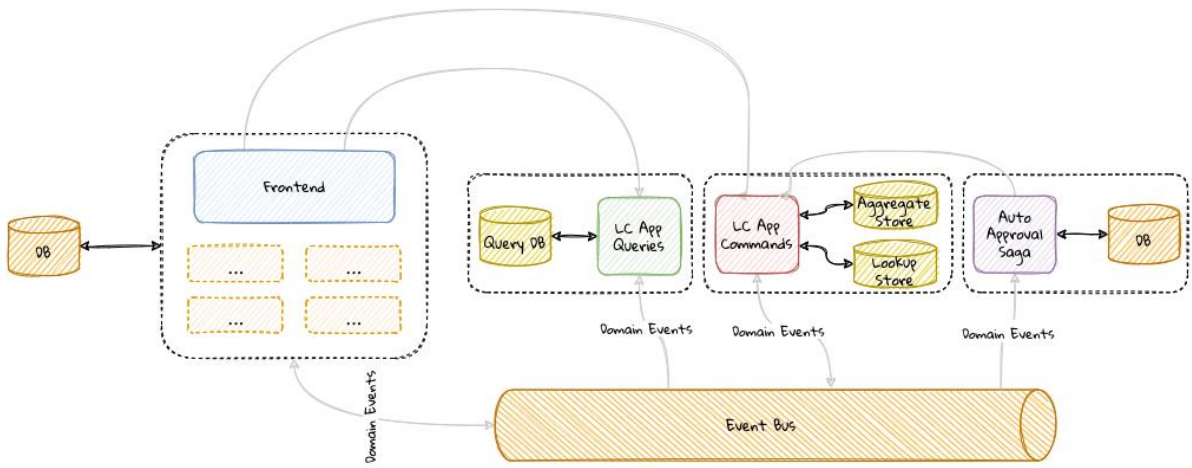 Frontend
DB
...
...
...
...
Query DB
LC App
Queries
LC App
Commands
Aggregate
Store
Lookup
Store
Auto
Approval
Saga
DB
Domain Events
Domain Events
Domain Events
Domain Events
Event Bus